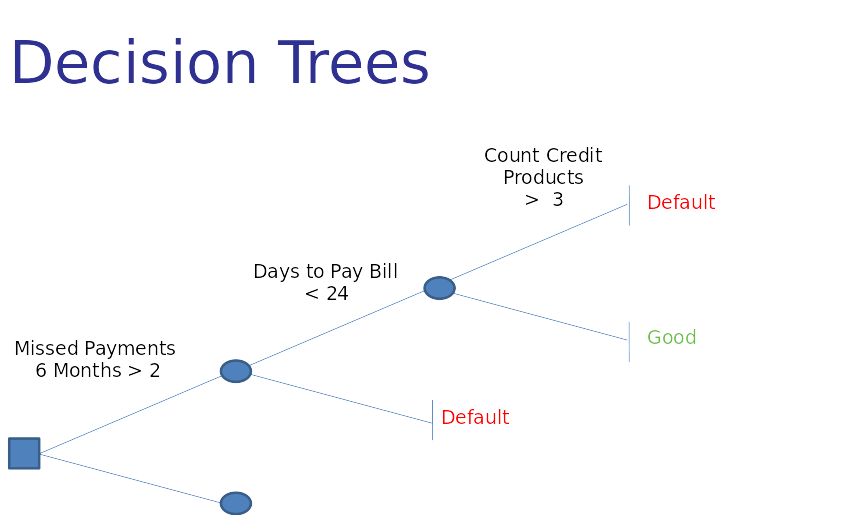 Decision Trees
Count Credit
Products
> 3
Default
Days to Pay Bill
< 24
Good
Missed Payments
6 Months > 2
Default